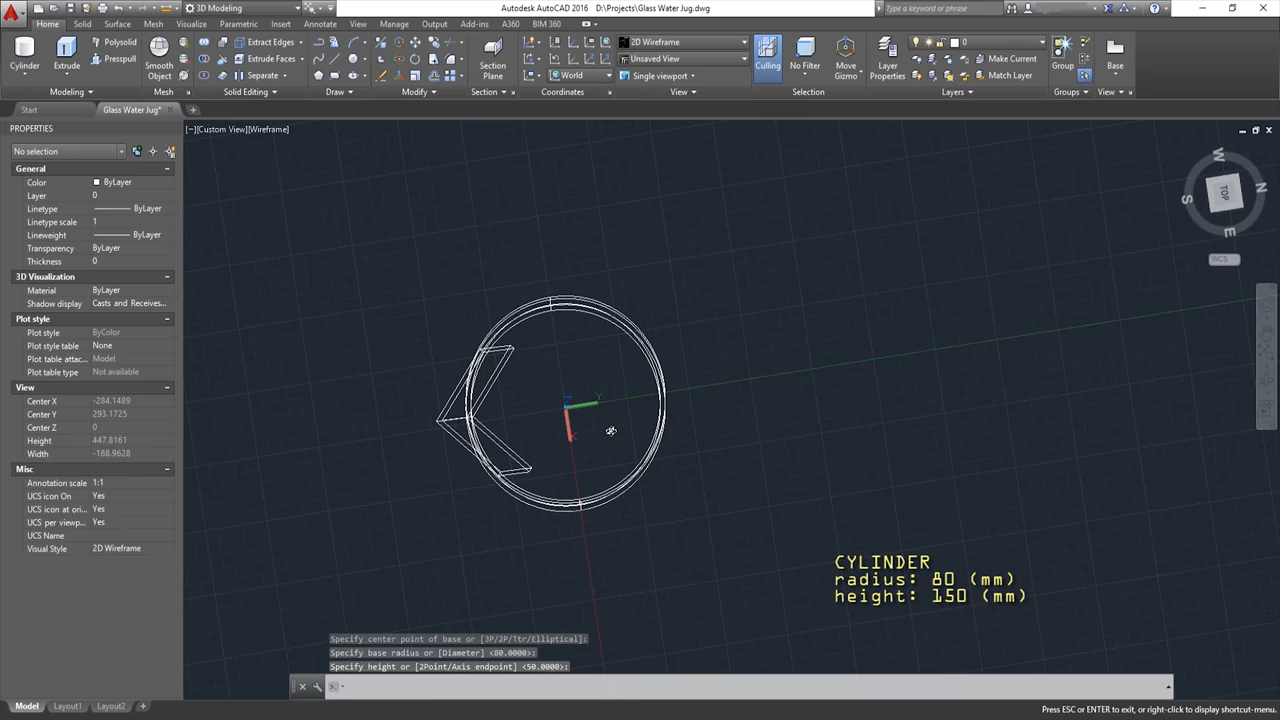 Autodesk AutoCAD 2016 D:\Projects\Glass Water Jug.dwg
3D Modeling
Type a keyword or phrase
Home Solid Surface Mesh Visualize Parametric Insert Annotate View Manage Output Add-ins A360 BIM 360
Cylinder
Extrude
Polysolid
Presspull
Smooth
Object
Extract Edges
Extrude Faces
Separate
Section
Plane
World
2D Wireframe
Unsaved View
Single viewport
Culling
No Filter
Move
Gizmo
Layer
Properties
0
Make Current
Match Layer
Group
Base
Modeling
Mesh
Solid Editing
Draw
Modify
Section
Coordinates
View
Selection
Layers
Groups
View
Start
Glass Water Jug*
PROPERTIES
[−][Custom View][Wireframe]
No selection
General
Color ByLayer
Layer 0
Linetype ByLayer
Linetype scale 1
Lineweight ByLayer
Transparency ByLayer
Thickness 0
3D Visualization
Material ByLayer
Shadow display Casts and Receives...
Plot style
Plot style ByColor
Plot style table None
Plot table attac... Model
Plot table type Not available
View
Center X -284.1489
Center Y 293.1725
Center Z 0
Height 447.8161
Width -188.9628
Misc
Annotation scale 1:1
UCS icon On Yes
UCS icon at ori... Yes
UCS per viewp... Yes
UCS Name
Visual Style 2D Wireframe
W
S
TOP
N
E
WCS
Z
Y
X
CYLINDER
radius: 80 (mm)
height: 150 (mm)
Specify center point of base or [3P/2P/Ttr/Elliptical]:
Specify base radius or [Diameter] <80.0000>:
Specify height or [2Point/Axis endpoint] <50.0000>:
Model Layout1 Layout2
Press ESC or ENTER to exit, or right-click to display shortcut-menu.